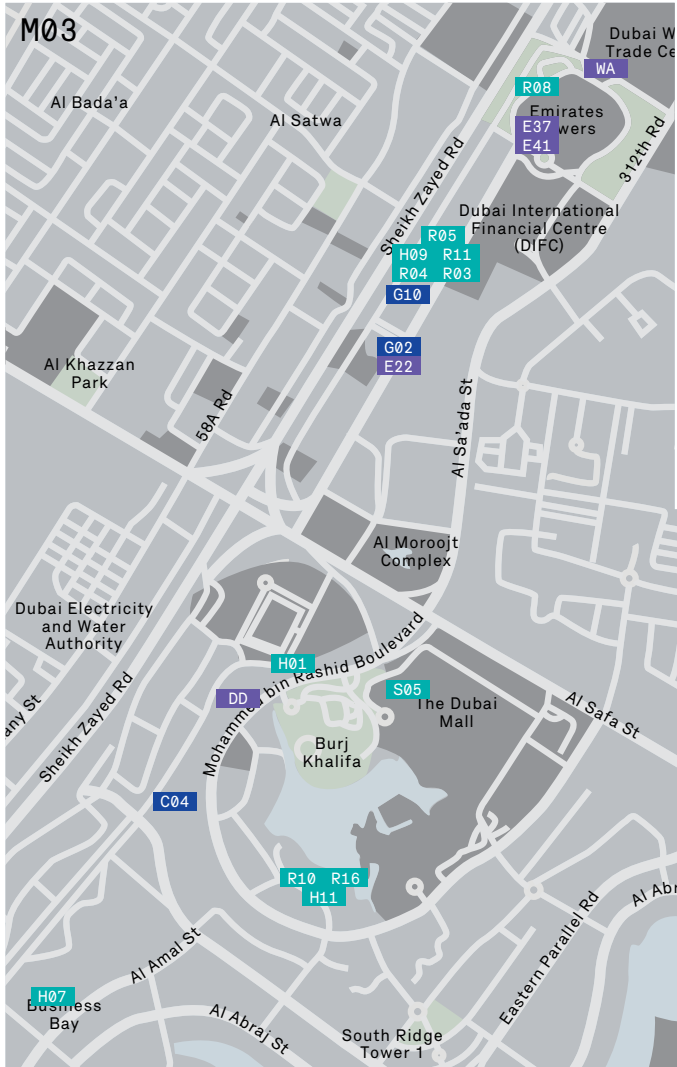 M03
Dubai W
Trade Ce
WA
R08
Al Bada'a
Al Satwa
Emirates
E37
E41
312th Rd
Sheikh Zayed Rd
Dubai International
Financial Centre
(DIFC)
R05
H09 R11
R04 R03
G10
G02
E22
Al Khazzan
Park
58A Rd
Al Sa'ada St
Al Moroojt
Complex
Dubai Electricity
and Water
Authority
Mohammed bin Rashid Boulevard
H01
S05
DD
The Dubai
Mall
Al Safa St
any St
Sheikh Zayed Rd
Burj
Khalifa
C04
R10 R16
H11
Al Amal St
Eastern Parallel Rd
Al Abr
H07
Business
Bay
Al Abraj St
South Ridge
Tower 1